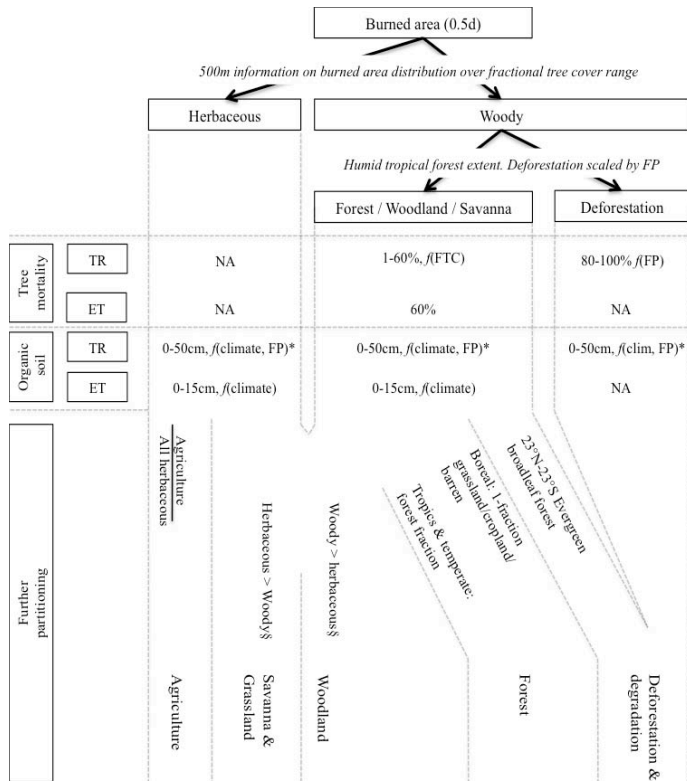 Burned area (0.5d)
500m information on burned area distribution over fractional tree cover range
Herbaceous
Woody
Humid tropical forest extent. Deforestation scaled by FP
Forest / Woodland / Savanna
Deforestation
Tree
mortality
TR
NA
1-60%, f(FTC)
80-100% f(FP)
ET
NA
60%
NA
Organic
soil
TR
0-50cm, f(climate, FP)*
0-50cm, f(climate, FP)*
0-50cm, f(clim, FP)*
ET
0-15cm, f(climate)
0-15cm, f(climate)
NA
Further
partitioning
Agriculture
All herbaceous
Herbaceous > Woody§
Woody > herbaceous§
Tropics & temperate:
forest fraction
Boreal: 1-fraction
grassland/cropland/
barren
23°N-23°S Evergreen
broadleaf forest
Agriculture
Savanna &
Grassland
Woodland
Forest
Deforestation &
degradation